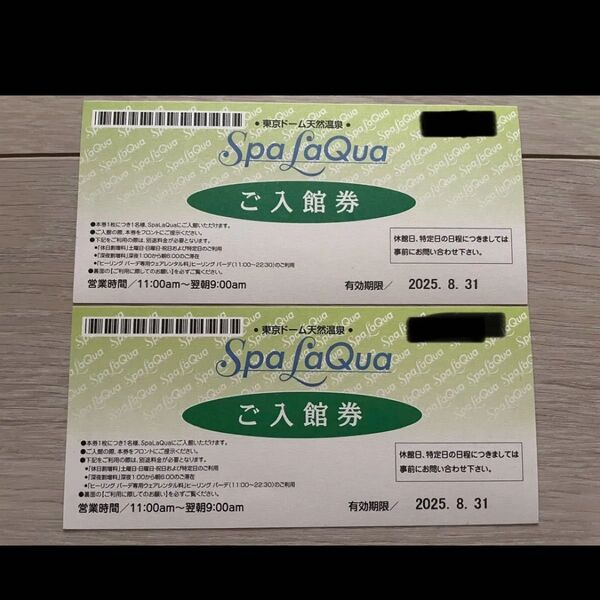 ・東京ドーム天然温泉・
Spa LaQua
ご入館券
●本券1枚につき1名様、SpaLaQuaにご入館いただけます。
●ご入館の際、本券をフロントにご提示ください。
●下記をご利用の際は、別途料金が必要となります。
・「休日割増料」土曜日・日曜日・祝日および特定日のご利用
・「深夜割増料」深夜1:00から朝6:00のご滞在
・「ヒーリング バーデ専用ウェアレンタル料」ヒーリング バーデ(11:00〜22:30)のご利用
●裏面の【ご利用に際してのお願い】を必ずご覧ください。
休館日、特定日の日程につきましては
事前にお問い合わせ下さい。
営業時間/11:00am〜翌朝9:00am
有効期限/ 2025. 8. 31
・東京ドーム天然温泉・
Spa LaQua
ご入館券
●本券1枚につき1名様、SpaLaQuaにご入館いただけます。
●ご入館の際、本券をフロントにご提示ください。
●下記をご利用の際は、別途料金が必要となります。
・「休日割増料」土曜日・日曜日・祝日および特定日のご利用
・「深夜割増料」深夜1:00から朝6:00のご滞在
・「ヒーリング バーデ専用ウェアレンタル料」ヒーリング バーデ(11:00〜22:30)のご利用
●裏面の【ご利用に際してのお願い】を必ずご覧ください。
休館日、特定日の日程につきましては
事前にお問い合わせ下さい。
営業時間/11:00am〜翌朝9:00am
有効期限/ 2025. 8. 31